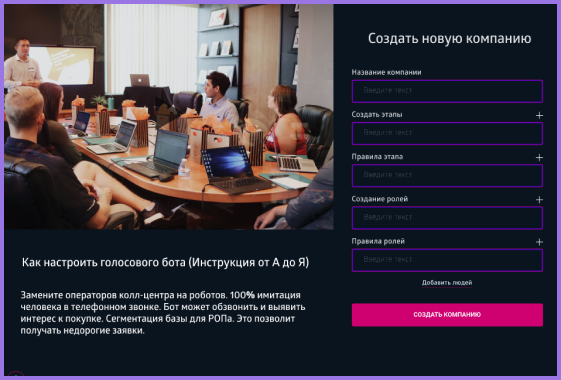 Создать новую компанию
Название компании
Введите текст
Создать этапы +
Введите текст
Правила этапа +
Введите текст
Создание ролей +
Введите текст
Правила ролей +
Введите текст
Добавить людей
СОЗДАТЬ КОМПАНИЮ
Как настроить голосового бота (Инструкция от А до Я)
Замените операторов колл-центра на роботов. 100% имитация
человека в телефонном звонке. Бот может обзвонить и выявить
интерес к покупке. Сегментация базы для РОПа. Это позволит
получать недорогие заявки.